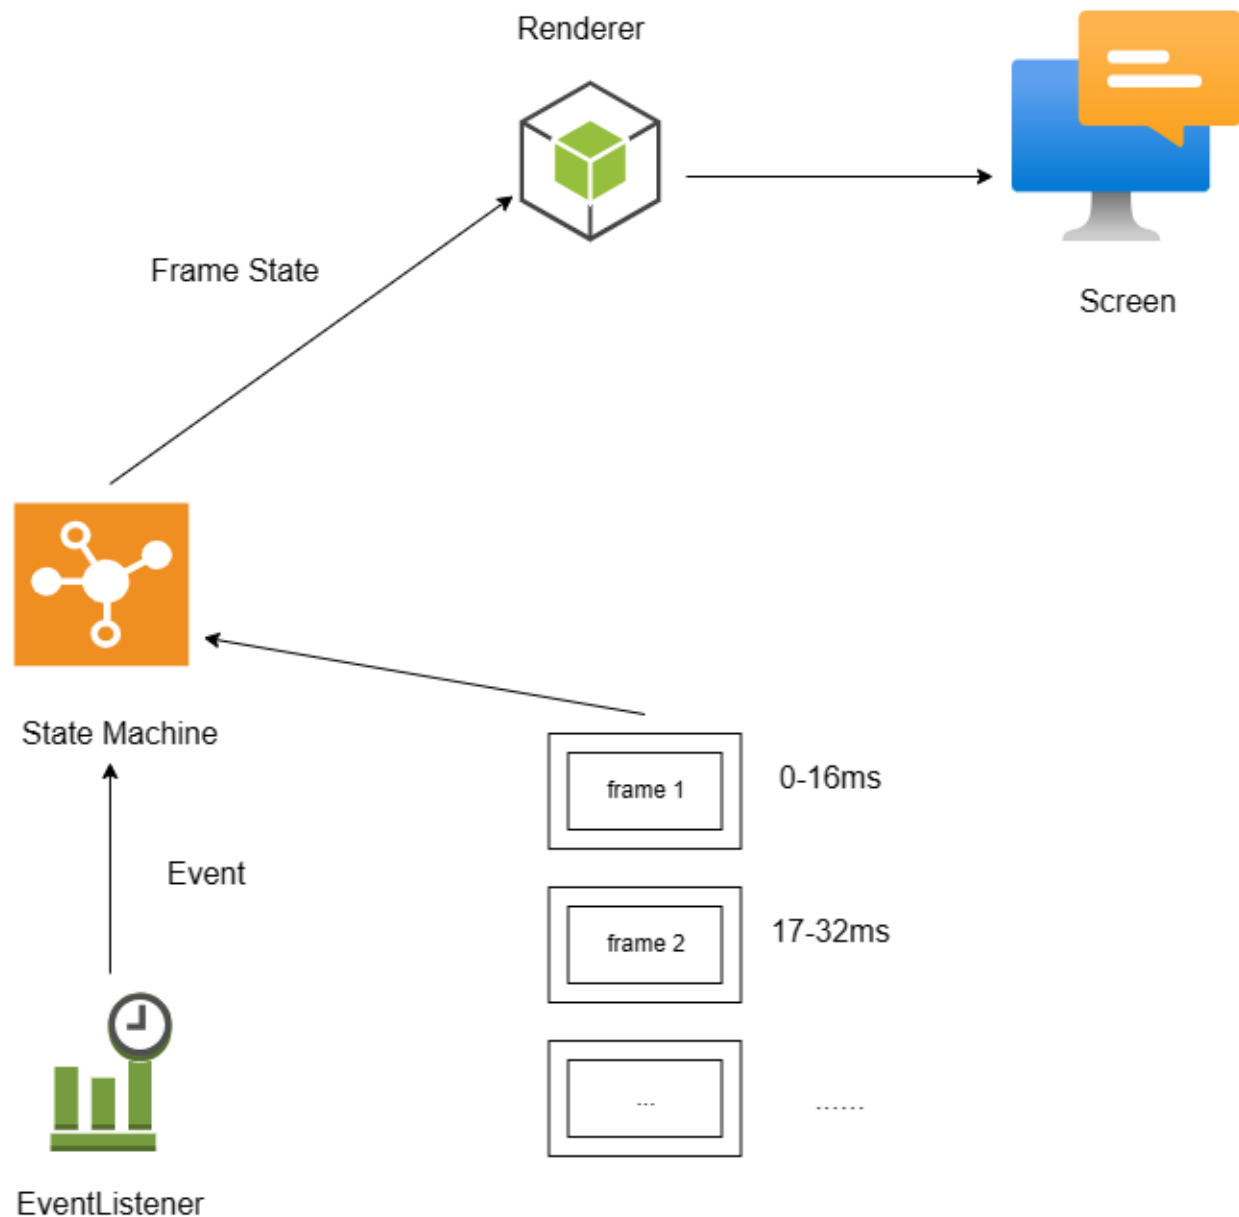 Renderer
Frame State
Screen
State Machine
frame 1
0-16ms
Event
frame 2
17-32ms
...
......
EventListener